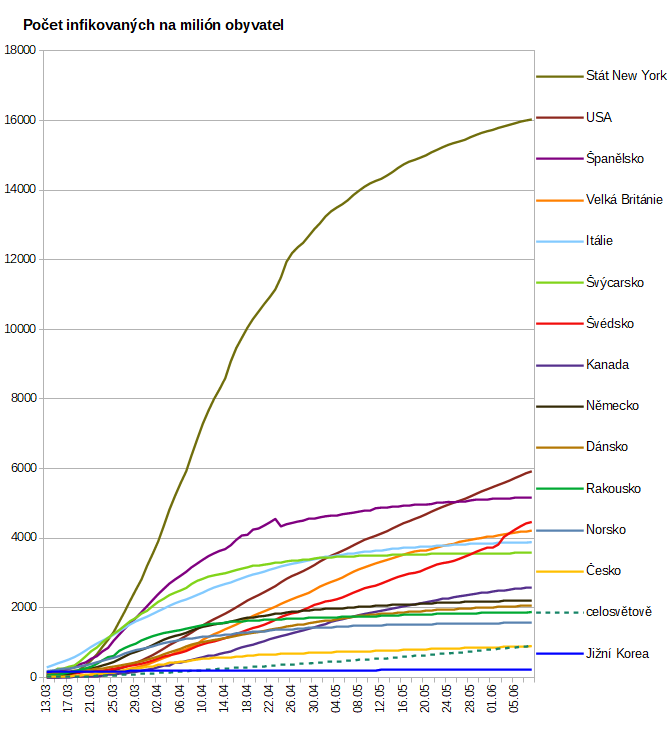 Počet infikovaných na milión obyvatel
18000
16000
14000
12000
10000
8000
6000
4000
2000
0
13.03
17.03
21.03
25.03
29.03
02.04
06.04
10.04
14.04
18.04
22.04
26.04
30.04
04.05
08.05
12.05
16.05
20.05
24.05
28.05
01.06
05.06
Stát New York
USA
Španělsko
Velká Británie
Itálie
Švýcarsko
Švédsko
Kanada
Německo
Dánsko
Rakousko
Norsko
Česko
celosvětově
Jižní Korea